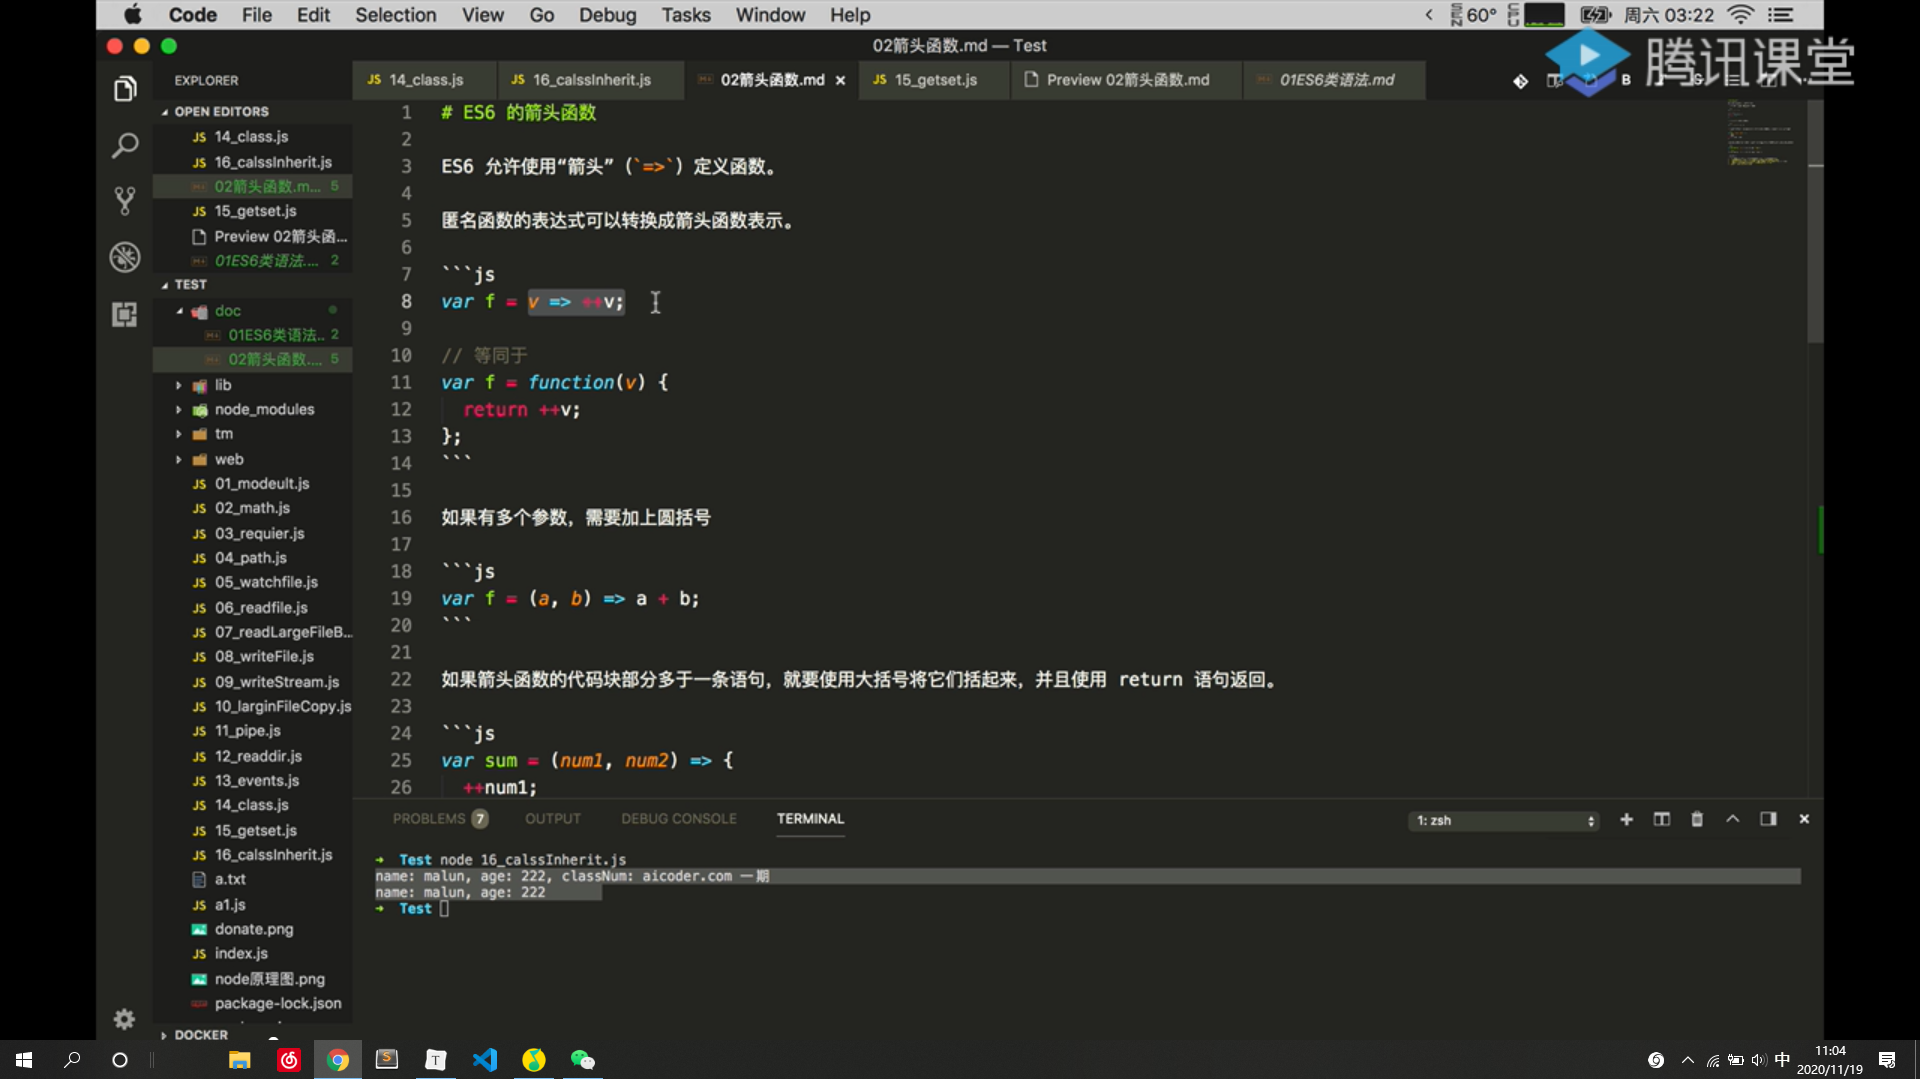 Code File Edit Selection View Go Debug Tasks Window Help
SEN 60° CPU 周六 03:22
02箭头函数.md — Test
腾讯课堂
EXPLORER
OPEN EDITORS
JS 14_class.js
JS 16_calssInherit.js
02箭头函数.m... 5
JS 15_getset.js
Preview 02箭头函...
01ES6类语法.... 2
TEST
doc
01ES6类语法.. 2
02箭头函数.... 5
lib
node_modules
tm
web
JS 01_modeult.js
JS 02_math.js
JS 03_requier.js
JS 04_path.js
JS 05_watchfile.js
JS 06_readfile.js
JS 07_readLargeFileB...
JS 08_writeFile.js
JS 09_writeStream.js
JS 10_larginFileCopy.js
JS 11_pipe.js
JS 12_readdir.js
JS 13_events.js
JS 14_class.js
JS 15_getset.js
JS 16_calssInherit.js
a.txt
JS a1.js
donate.png
JS index.js
node原理图.png
package-lock.json
DOCKER
JS 14_class.js JS 16_calssInherit.js 02箭头函数.md × JS 15_getset.js Preview 02箭头函数.md 01ES6类语法.md
1 # ES6 的箭头函数
2
3 ES6 允许使用“箭头”（`=>`）定义函数。
4
5 匿名函数的表达式可以转换成箭头函数表示。
6
7 ```js
8 var f = v => ++v;
9
10 // 等同于
11 var f = function(v) {
12 return ++v;
13 };
14 ```
15
16 如果有多个参数，需要加上圆括号
17
18 ```js
19 var f = (a, b) => a + b;
20 ```
21
22 如果箭头函数的代码块部分多于一条语句，就要使用大括号将它们括起来，并且使用 return 语句返回。
23
24 ```js
25 var sum = (num1, num2) => {
26 ++num1;
PROBLEMS 7 OUTPUT DEBUG CONSOLE TERMINAL 1: zsh
→ Test node 16_calssInherit.js
name: malun, age: 222, classNum: aicoder.com 一期
name: malun, age: 222
→ Test
中 11:04
2020/11/19